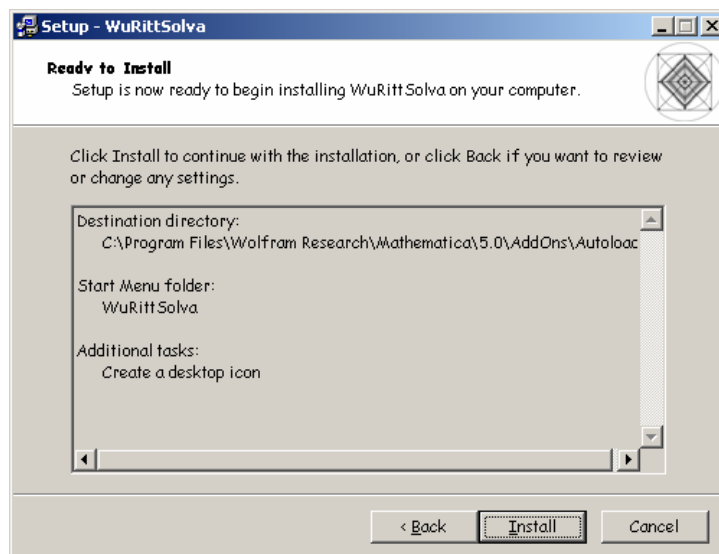 Setup - WuRittSolva
Ready to Install
Setup is now ready to begin installing WuRittSolva on your computer.
Click Install to continue with the installation, or click Back if you want to review
or change any settings.
Destination directory:
C:\Program Files\Wolfram Research\Mathematica\5.0\AddOns\Autoloac
Start Menu folder:
WuRittSolva
Additional tasks:
Create a desktop icon
< Back
Install
Cancel